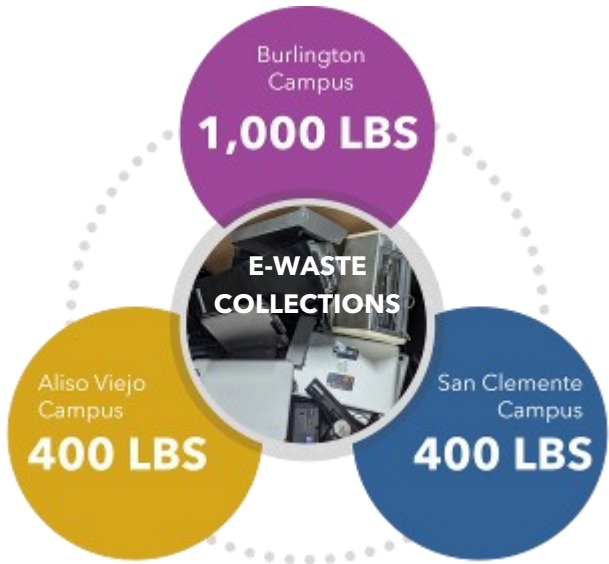 Burlington
Campus
1,000 LBS
E-WASTE
COLLECTIONS
Aliso Viejo
Campus
400 LBS
San Clemente
Campus
400 LBS